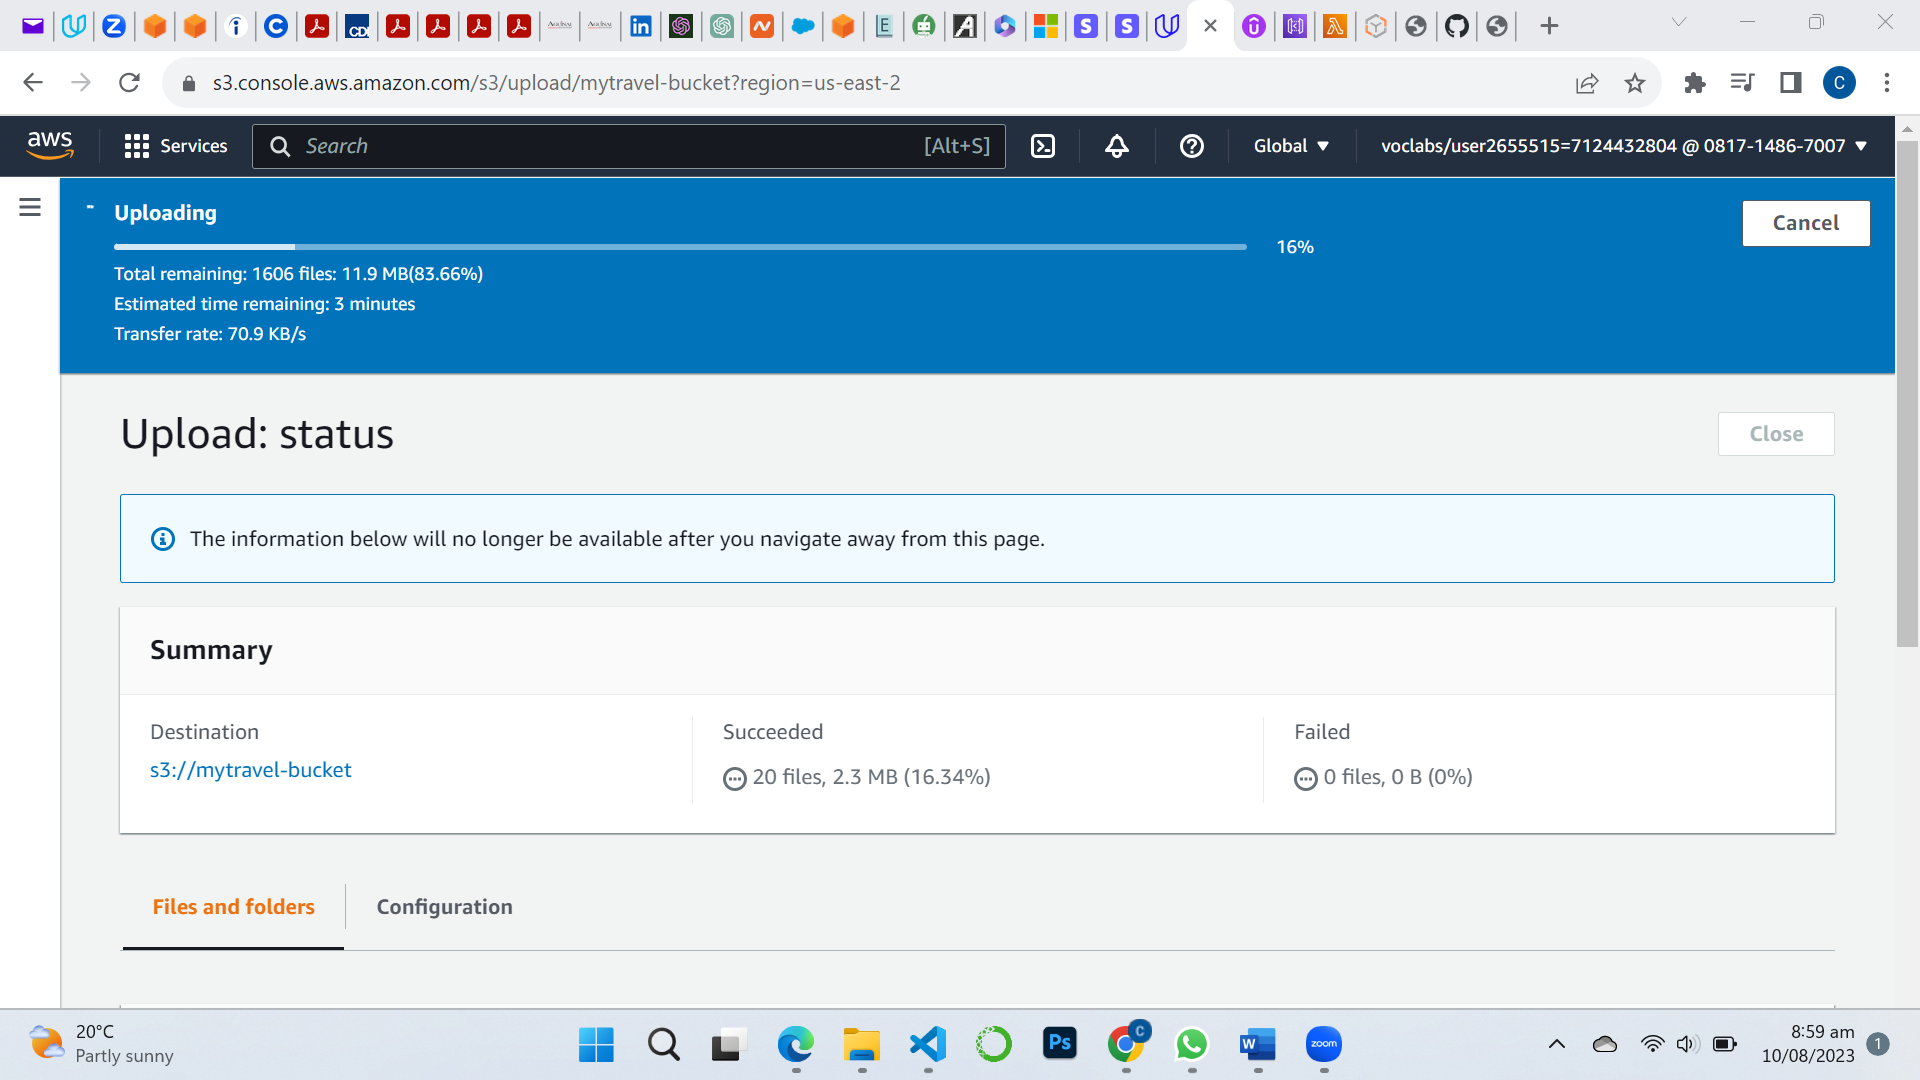 s3.console.aws.amazon.com/s3/upload/mytravel-bucket?region=us-east-2
C
aws
Services
Search
[Alt+S]
Global
voclabs/user2655515=7124432804 @ 0817-1486-7007
Uploading
Cancel
16%
Total remaining: 1606 files: 11.9 MB(83.66%)
Estimated time remaining: 3 minutes
Transfer rate: 70.9 KB/s
Upload: status
Close
The information below will no longer be available after you navigate away from this page.
Summary
Destination
s3://mytravel-bucket
Succeeded
20 files, 2.3 MB (16.34%)
Failed
0 files, 0 B (0%)
Files and folders
Configuration
20°C
Partly sunny
Ps
C
W
zoom
8:59 am
10/08/2023
1